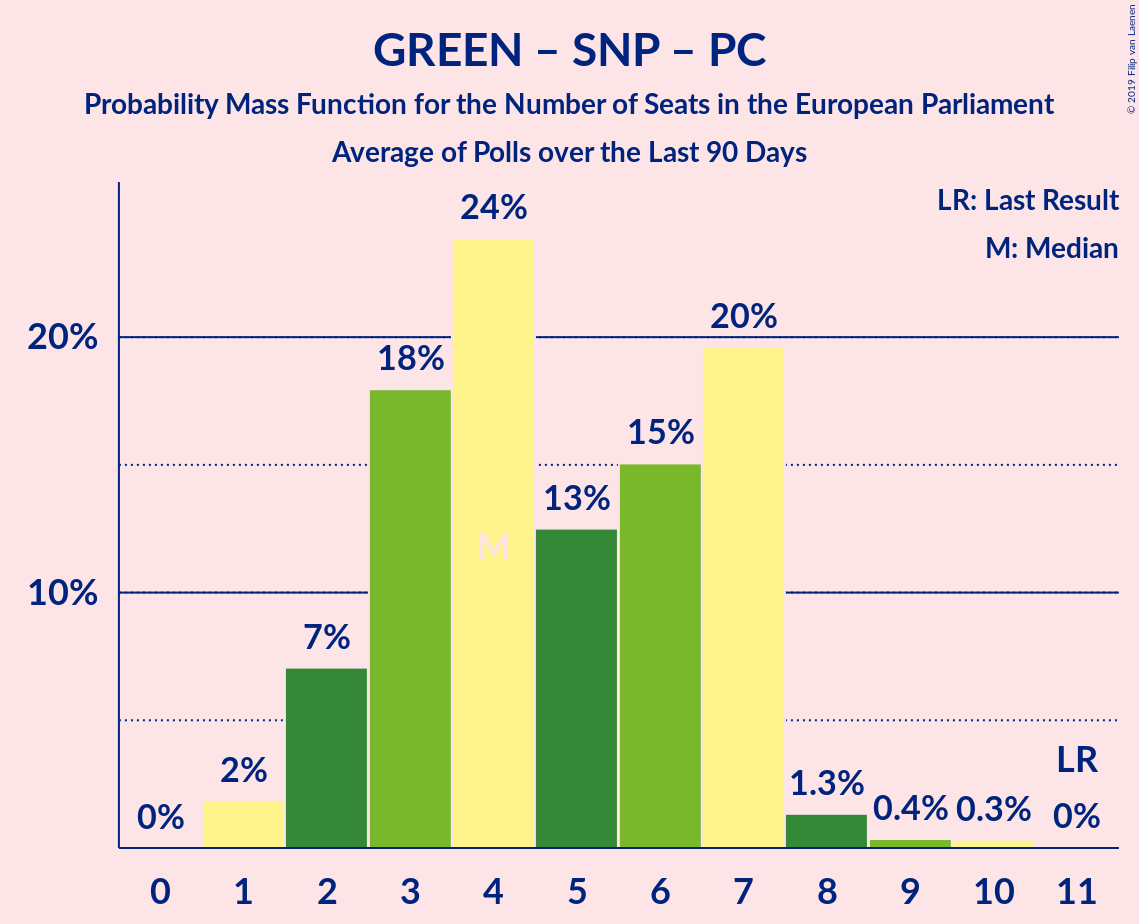 GREEN – SNP – PC
Probability Mass Function for the Number of Seats in the European Parliament
Average of Polls over the Last 90 Days
© 2019 Filip van Laenen
LR: Last Result
M: Median
20%
10%
0%
2%
7%
18%
24%
M
13%
15%
20%
1.3%
0.4%
0.3%
LR
0%
0 1 2 3 4 5 6 7 8 9 10 11